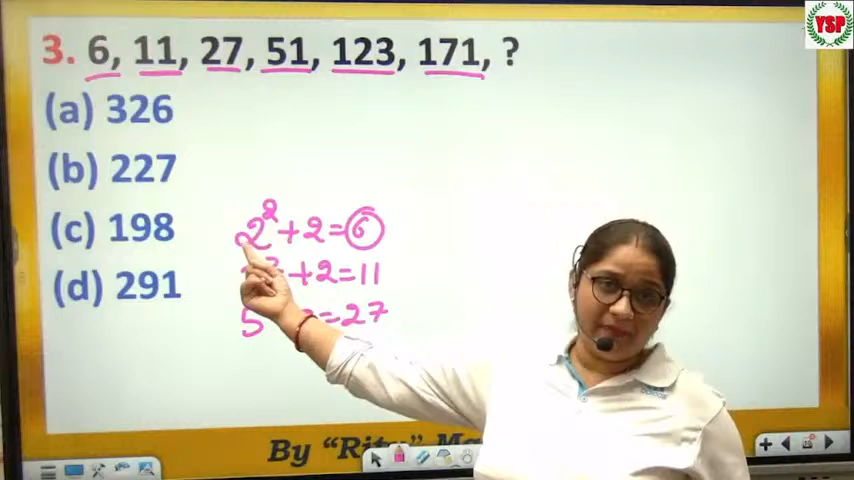 YSP
3. 6, 11, 27, 51, 123, 171, ?
(a) 326
(b) 227
(c) 198
(d) 291
2² + 2 = 6
² + 2 = 11
5 = 27
By